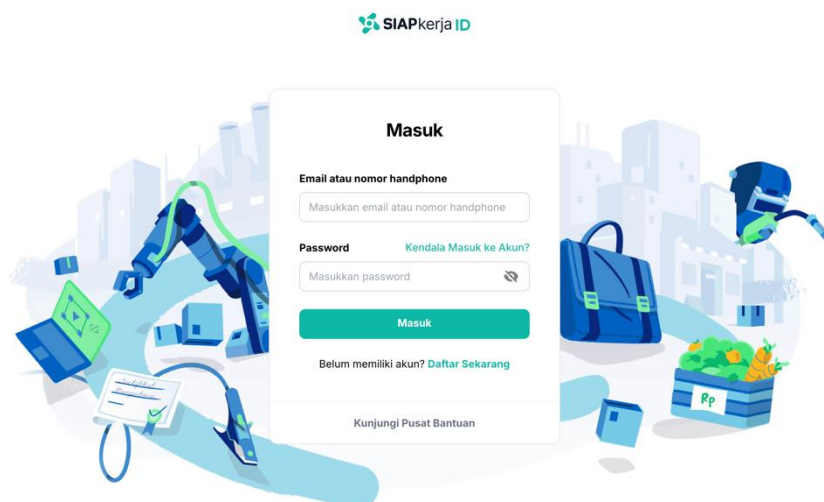 SIAPkerja ID
Masuk
Email atau nomor handphone
Masukkan email atau nomor handphone
Password Kendala Masuk ke Akun?
Masukkan password
Masuk
Belum memiliki akun? Daftar Sekarang
Kunjungi Pusat Bantuan
Rp